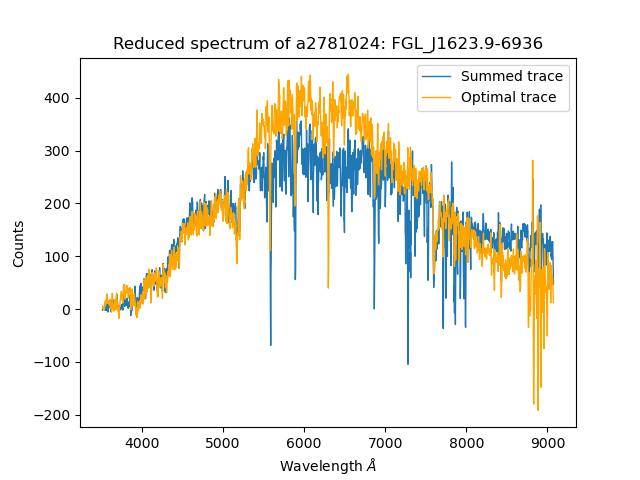 Reduced spectrum of a2781024: FGL_J1623.9-6936
Summed trace
Optimal trace
400
300
200
100
0
−100
−200
Counts
4000 5000 6000 7000 8000 9000
Wavelength Å